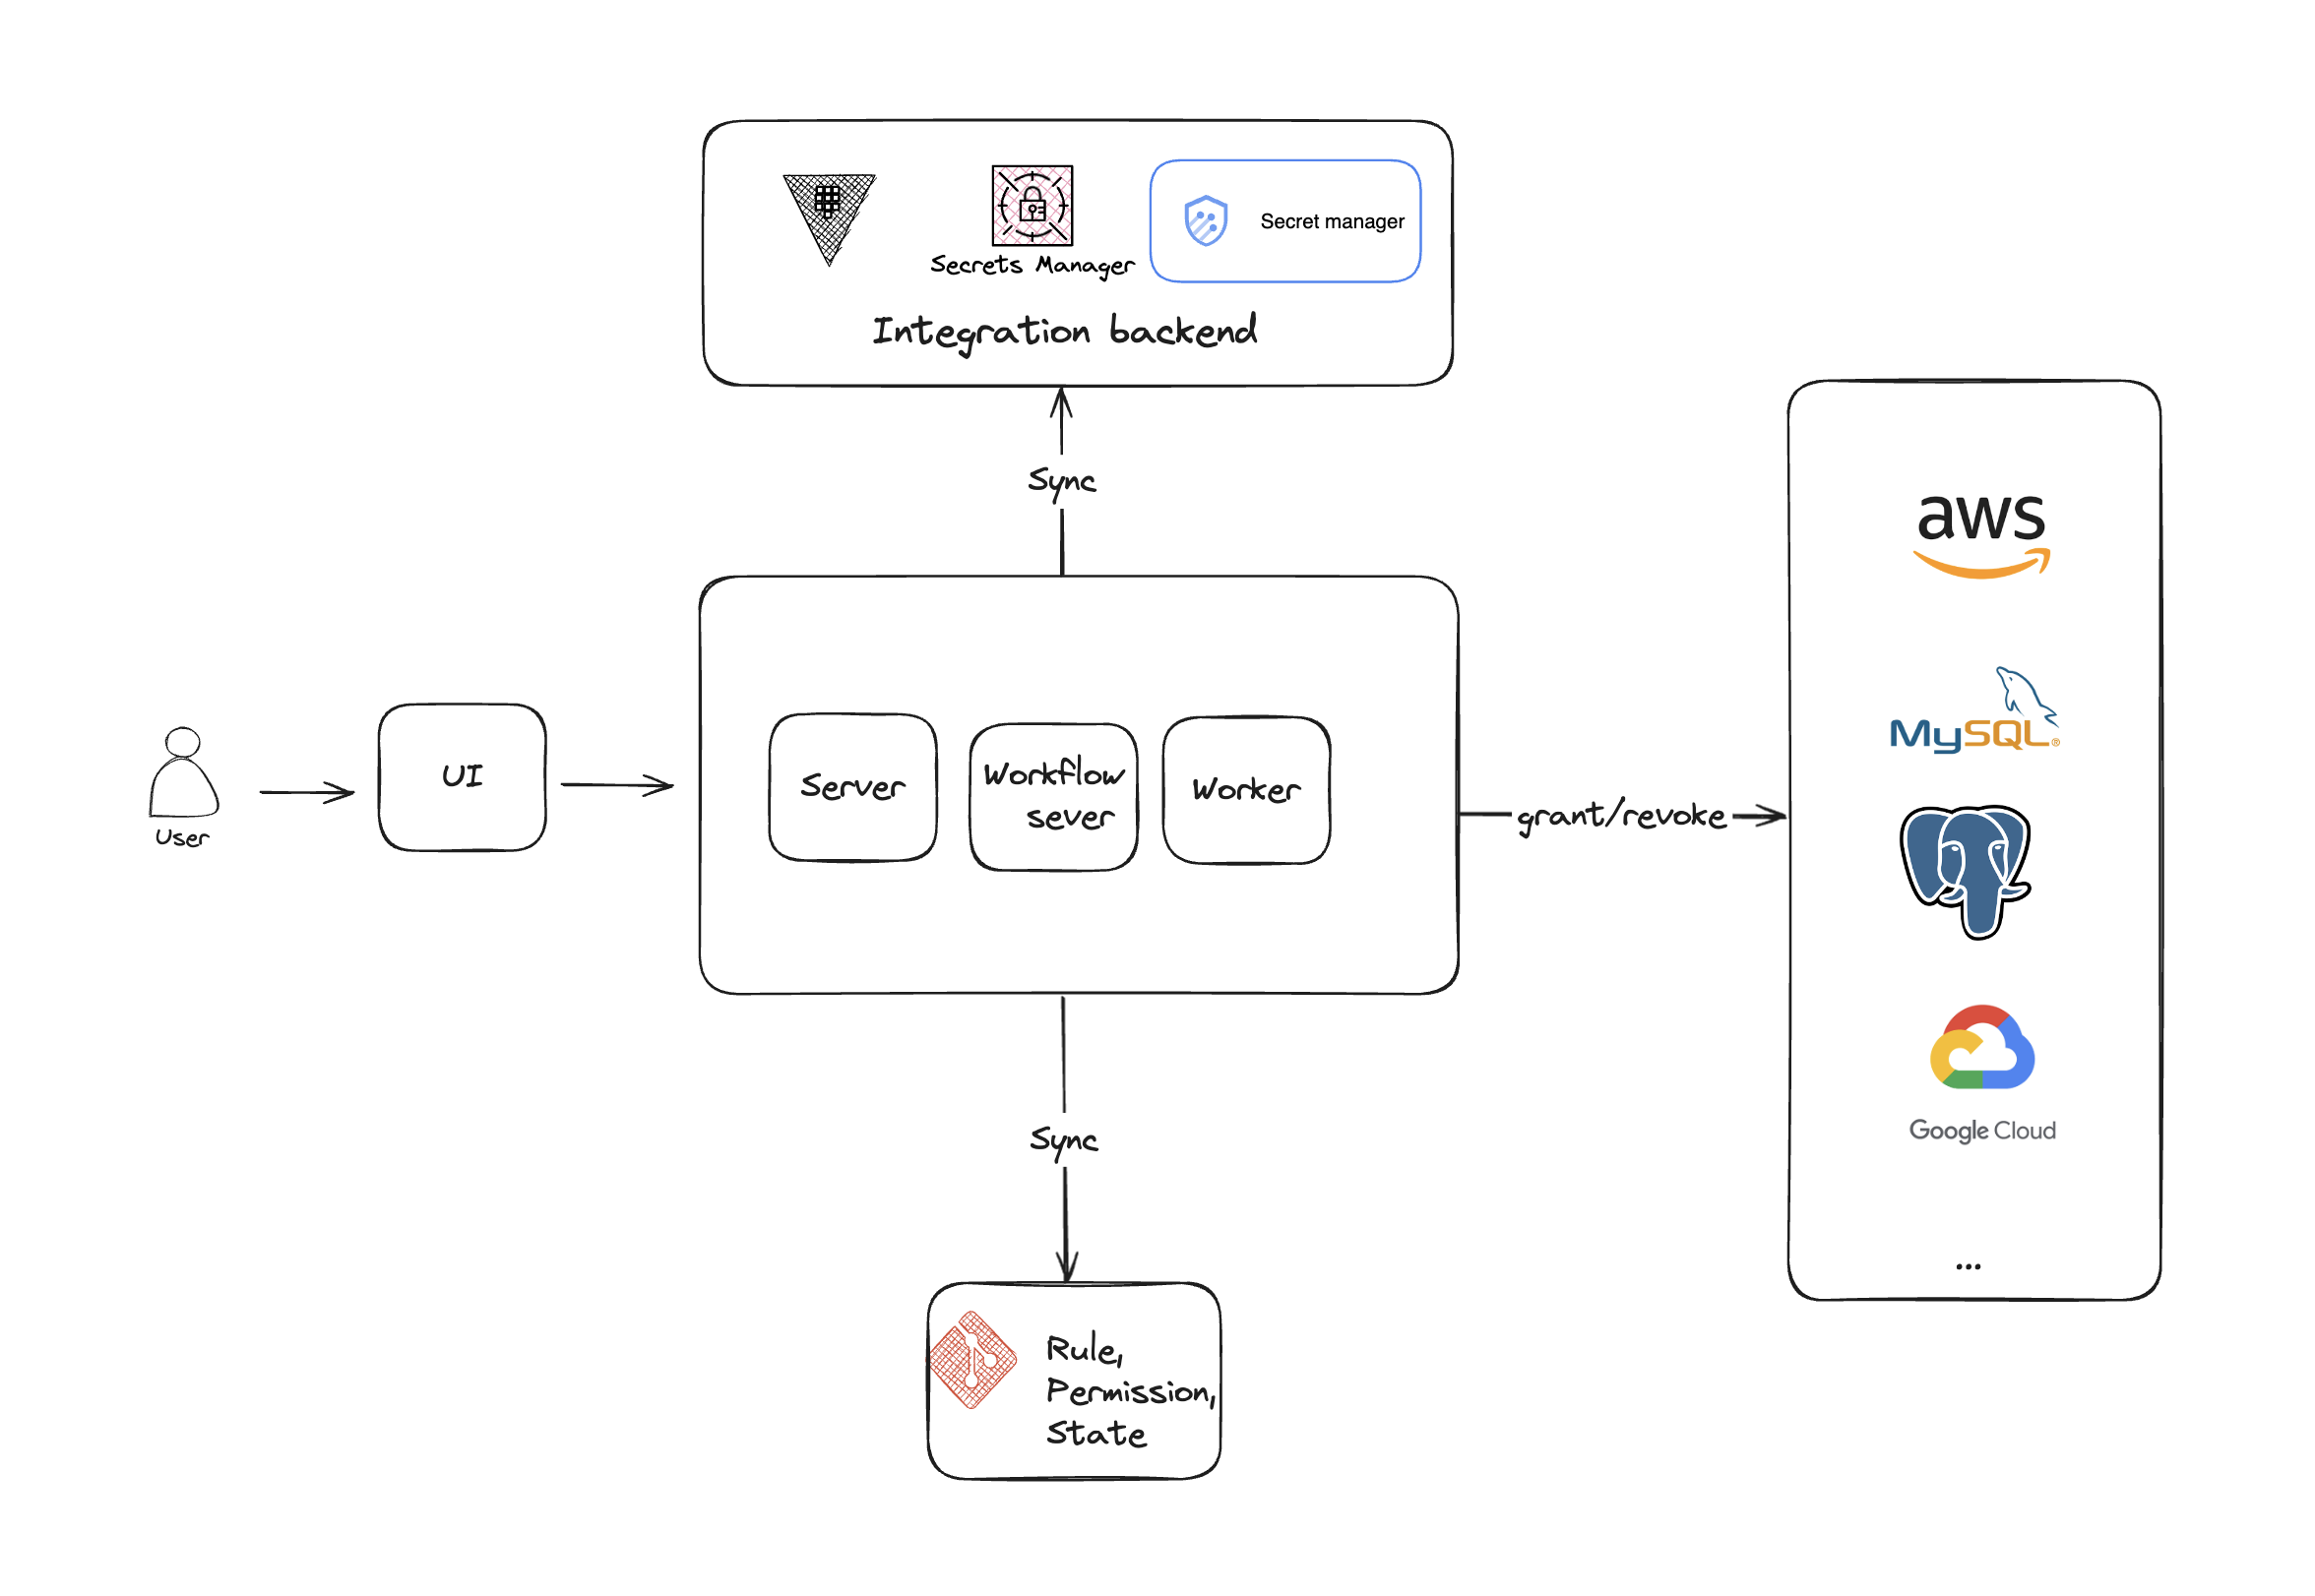 Secrets Manager
Secret manager
Integration backend
Sync
aws
MySQL®
User
UI
Server
Workflow
sever
Worker
grant/revoke
Google Cloud
...
Sync
Rule,
Permission,
State